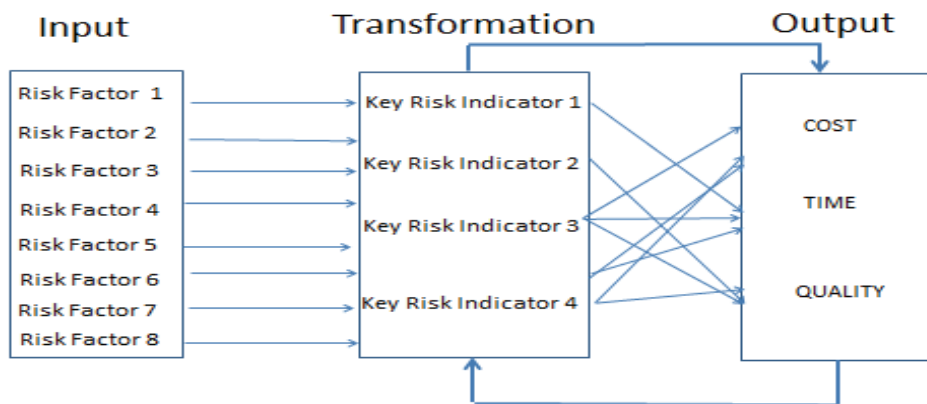 Input
Transformation
Output
Risk Factor 1
Risk Factor 2
Risk Factor 3
Risk Factor 4
Risk Factor 5
Risk Factor 6
Risk Factor 7
Risk Factor 8
Key Risk Indicator 1
Key Risk Indicator 2
Key Risk Indicator 3
Key Risk Indicator 4
COST
TIME
QUALITY